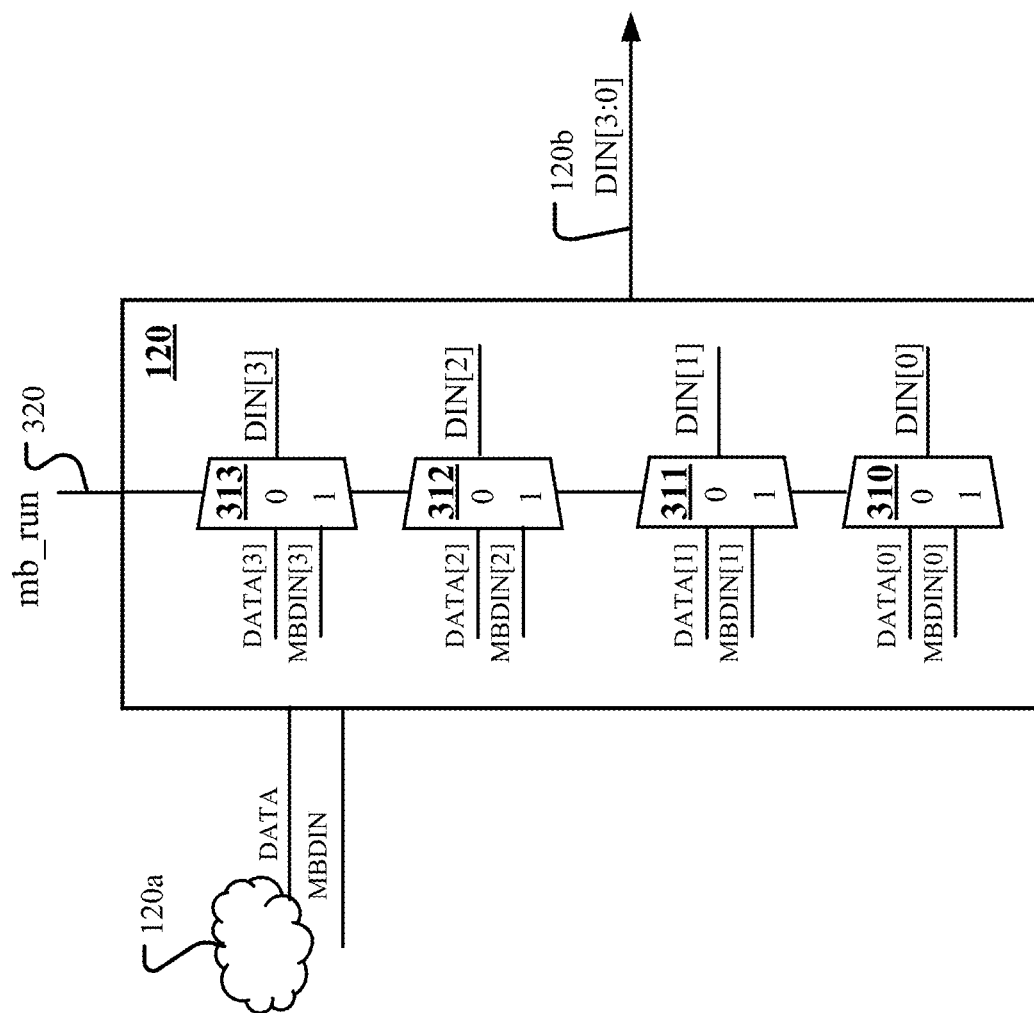 mb_run
320
120
313
0
1
DATA[3]
MBDIN[3]
DIN[3]
312
0
1
DATA[2]
MBDIN[2]
DIN[2]
311
0
1
DATA[1]
MBDIN[1]
DIN[1]
310
0
1
DATA[0]
MBDIN[0]
DIN[0]
120a
DATA
MBDIN
120b
DIN[3:0]